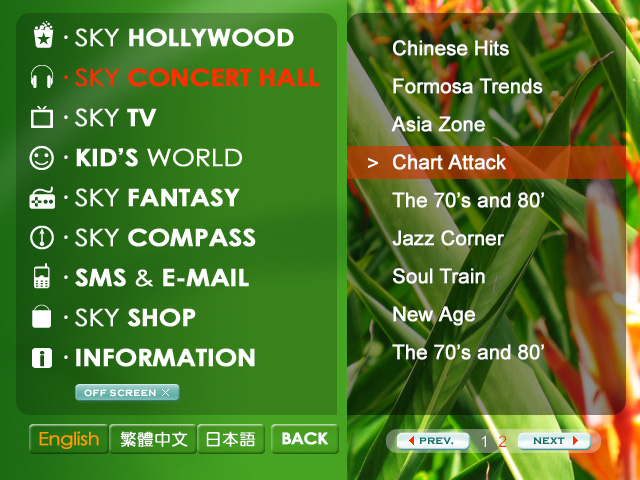 SKY HOLLYWOOD
SKY CONCERT HALL
SKY TV
KID'S WORLD
SKY FANTASY
SKY COMPASS
SMS & E-MAIL
SKY SHOP
INFORMATION
OFF SCREEN X
English 繁體中文 日本語 BACK
Chinese Hits
Formosa Trends
Asia Zone
> Chart Attack
The 70's and 80'
Jazz Corner
Soul Train
New Age
The 70's and 80'
PREV. 1 2 NEXT